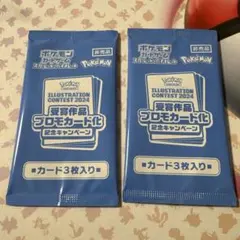 ポケモン
カードゲーム
非売品
Pokémon
ILLUSTRATION
CONTEST 2024
受賞作品
プロモカード化
記念キャンペーン
■カード3枚入り■
ポケモン
カードゲーム
非売品
Pokémon
ILLUSTRATION
CONTEST 2024
受賞作品
プロモカード化
記念キャンペーン
■カード3枚入り■